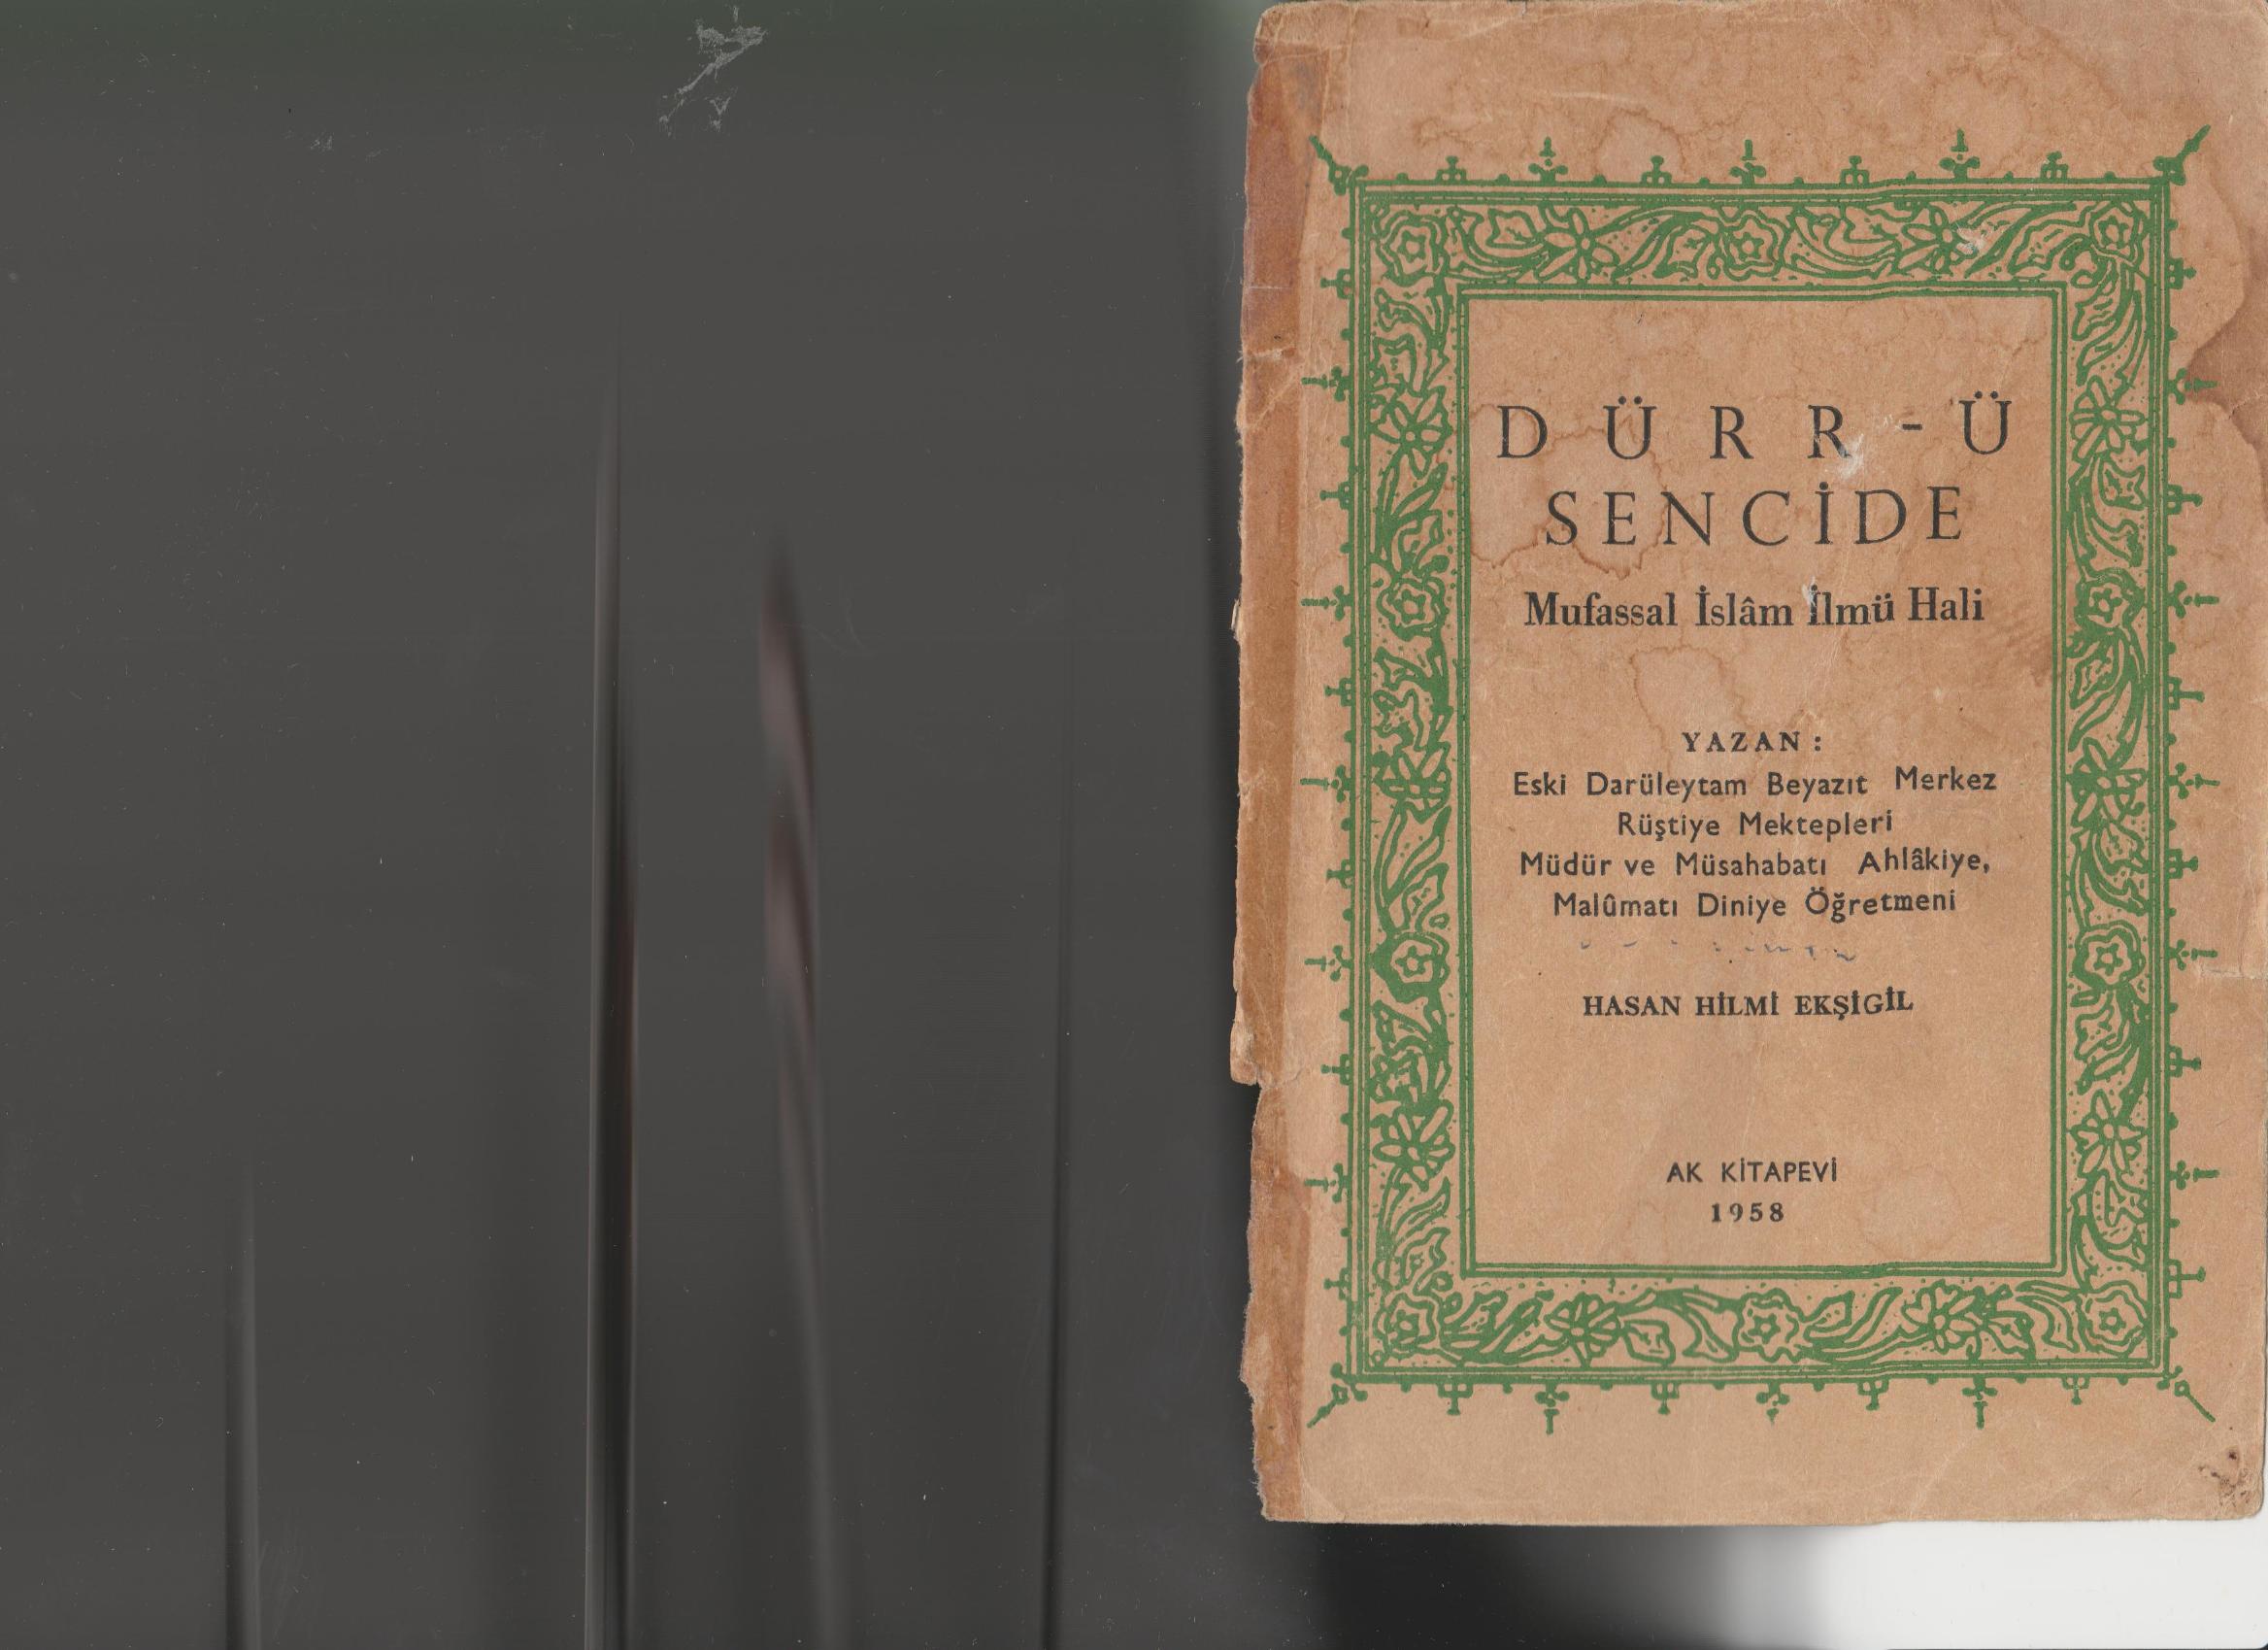 DÜRR-Ü
SENCİDE
Mufassal İslâm İlmü Hali
YAZAN :
Eski Darüleytam Beyazıt Merkez
Rüştiye Mektepleri
Müdür ve Müsahabatı Ahlâkiye,
Malûmatı Diniye Öğretmeni
HASAN HİLMİ EKŞİGİL
AK KİTAPEVİ
1958